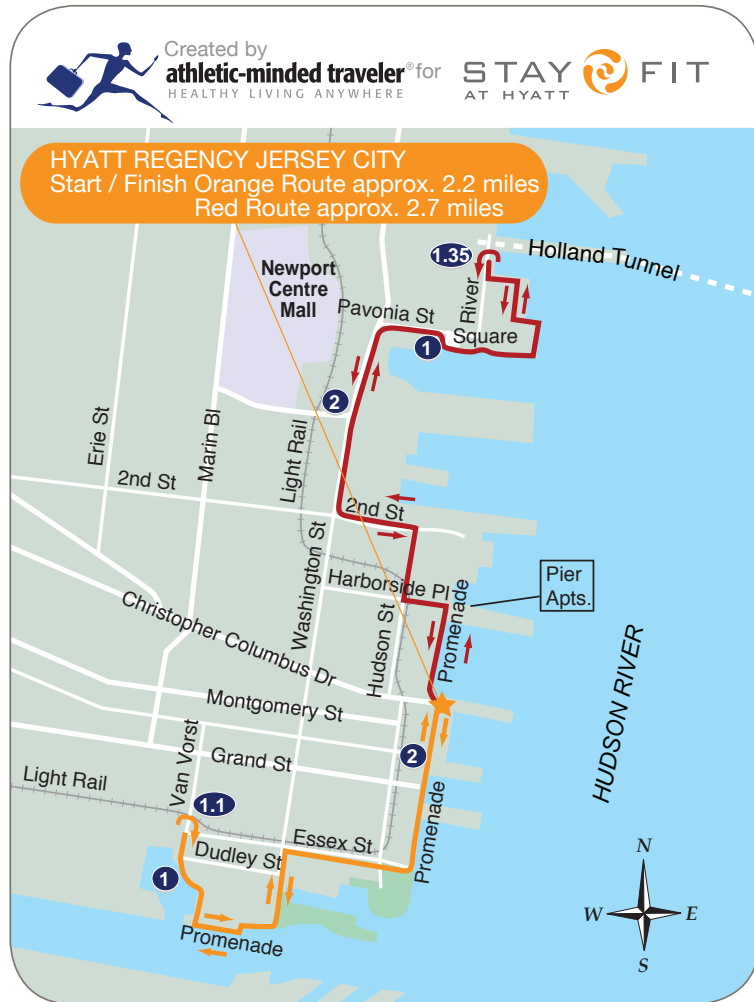 Created by
athletic-minded traveler® for
HEALTHY LIVING ANYWHERE
STAY FIT
AT HYATT
HYATT REGENCY JERSEY CITY
Start / Finish Orange Route approx. 2.2 miles
Red Route approx. 2.7 miles
1.35
Holland Tunnel
Newport
Centre
Mall
Pavonia St
River
Square
1
2
Erie St
Marin Bl
Light Rail
2nd St
2nd St
Washington St
Harborside Pl
Hudson St
Promenade
Pier
Apts.
Christopher Columbus Dr
Montgomery St
HUDSON RIVER
Grand St
2
Light Rail
Van Vorst
1.1
Essex St
Promenade
Dudley St
1
Promenade
N
W
E
S